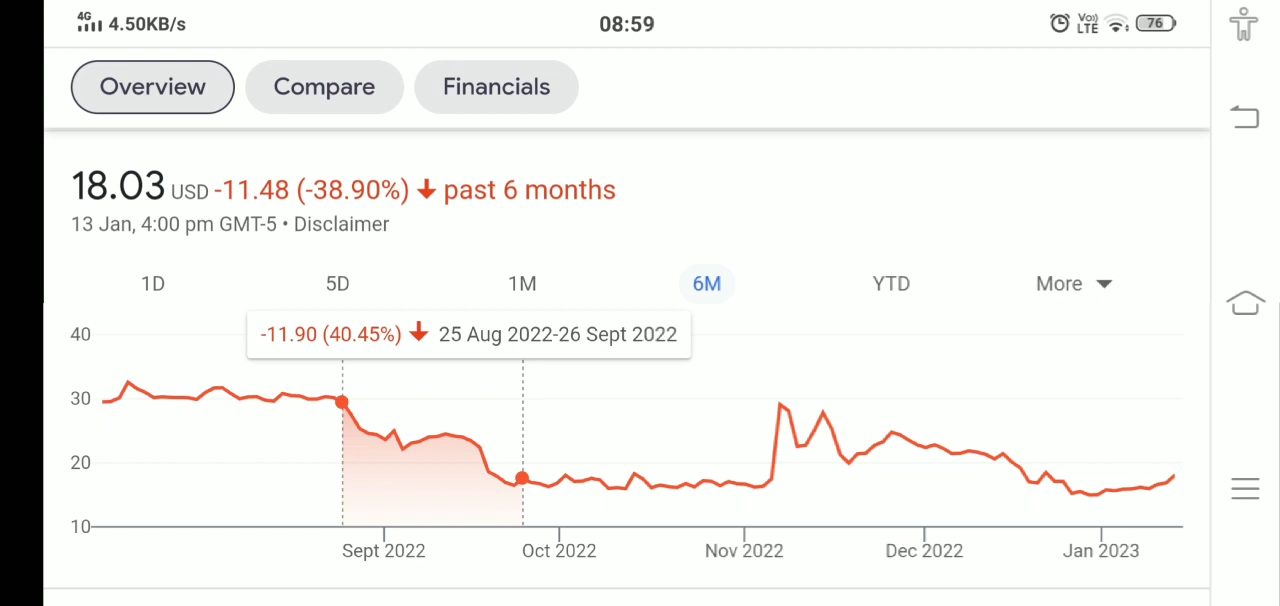 4G 4.50KB/s 08:59 Vo)) LTE 76
Overview Compare Financials
18.03 USD -11.48 (-38.90%) past 6 months
13 Jan, 4:00 pm GMT-5 • Disclaimer
1D 5D 1M 6M YTD More
-11.90 (40.45%) 25 Aug 2022-26 Sept 2022
40
30
20
10
Sept 2022 Oct 2022 Nov 2022 Dec 2022 Jan 2023